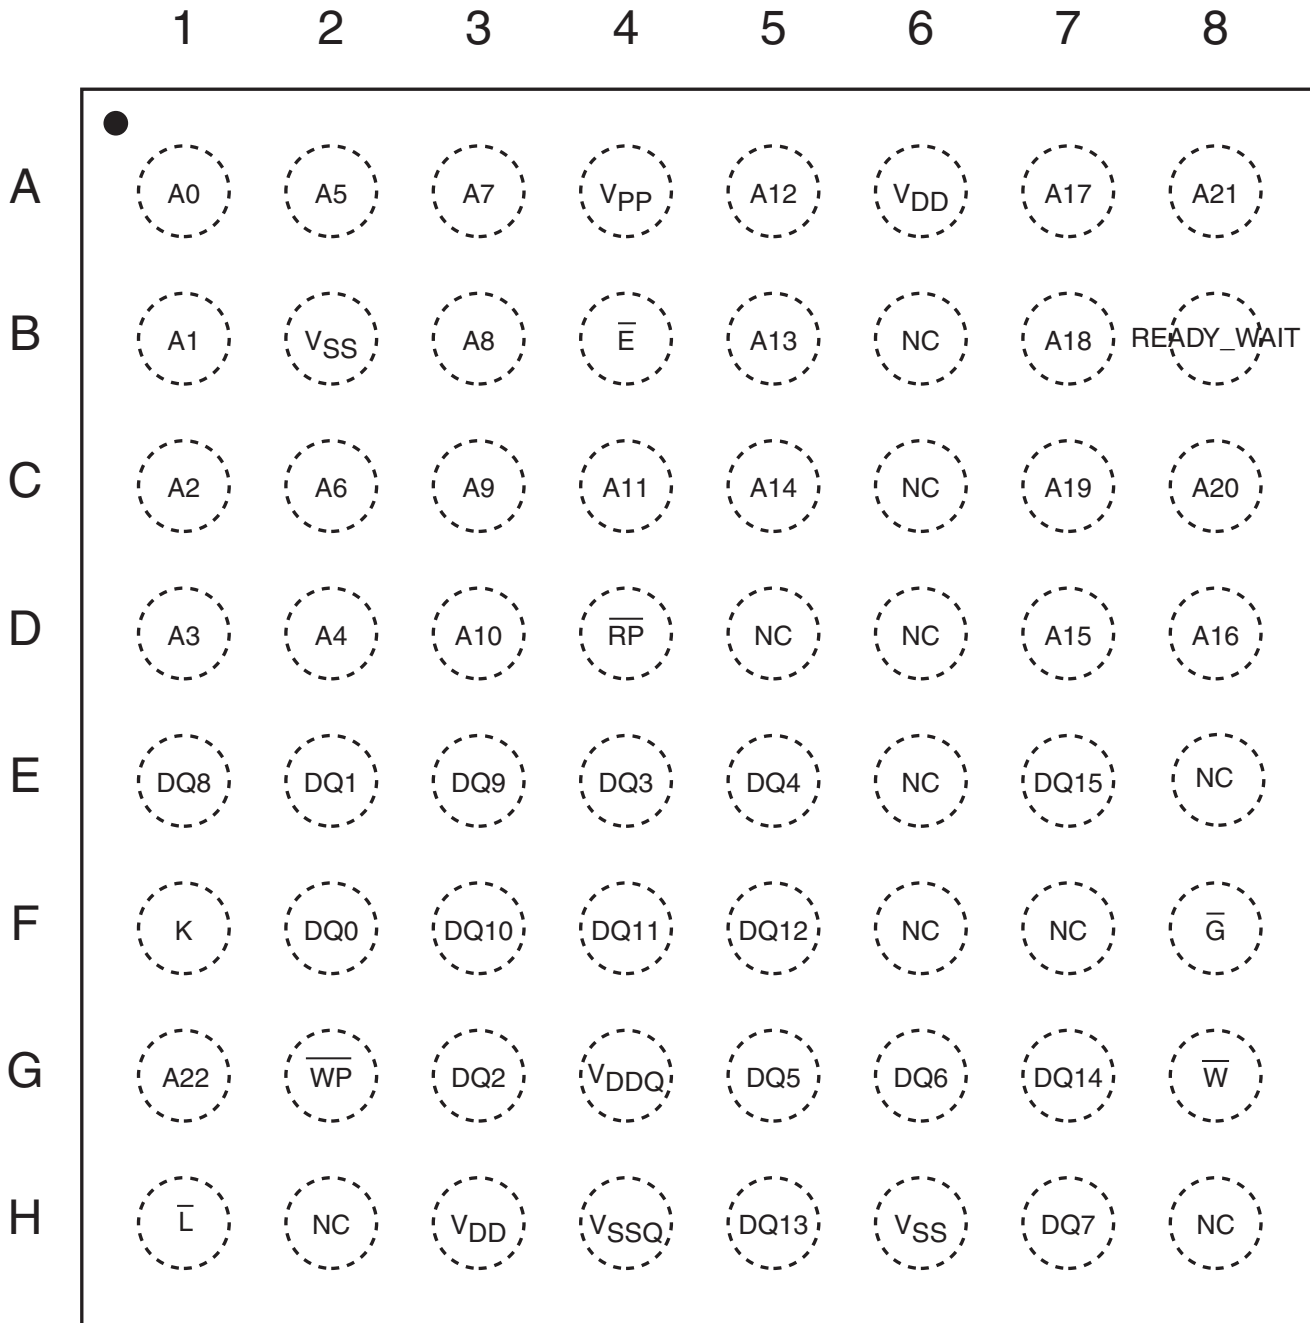 1 2 3 4 5 6 7 8
A A0 A5 A7 VPP A12 VDD A17 A21
B A1 VSS A8 E̅ A13 NC A18 READY_WAIT
C A2 A6 A9 A11 A14 NC A19 A20
D A3 A4 A10 R̅P̅ NC NC A15 A16
E DQ8 DQ1 DQ9 DQ3 DQ4 NC DQ15 NC
F K DQ0 DQ10 DQ11 DQ12 NC NC G̅
G A22 W̅P̅ DQ2 VDDQ DQ5 DQ6 DQ14 W̅
H L̅ NC VDD VSSQ DQ13 VSS DQ7 NC